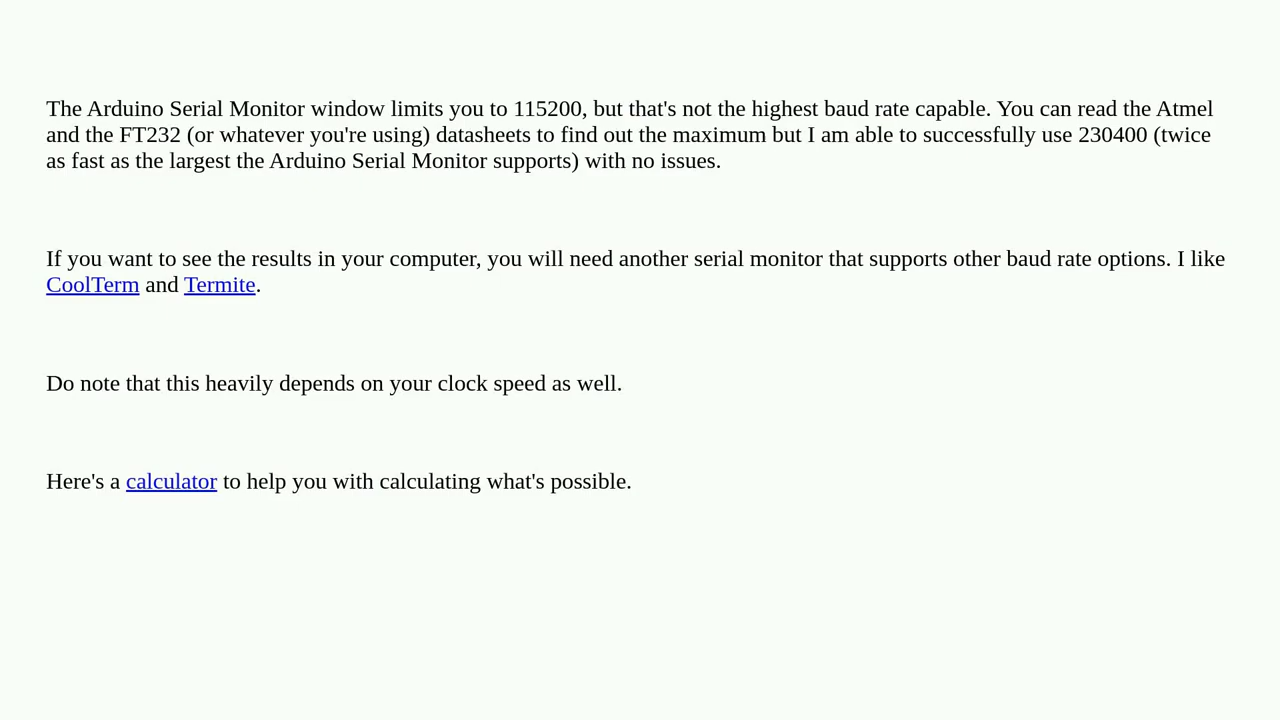 The Arduino Serial Monitor window limits you to 115200, but that's not the highest baud rate capable. You can read the Atmel
and the FT232 (or whatever you're using) datasheets to find out the maximum but I am able to successfully use 230400 (twice
as fast as the largest the Arduino Serial Monitor supports) with no issues.
If you want to see the results in your computer, you will need another serial monitor that supports other baud rate options. I like
CoolTerm and Termite.
Do note that this heavily depends on your clock speed as well.
Here's a calculator to help you with calculating what's possible.